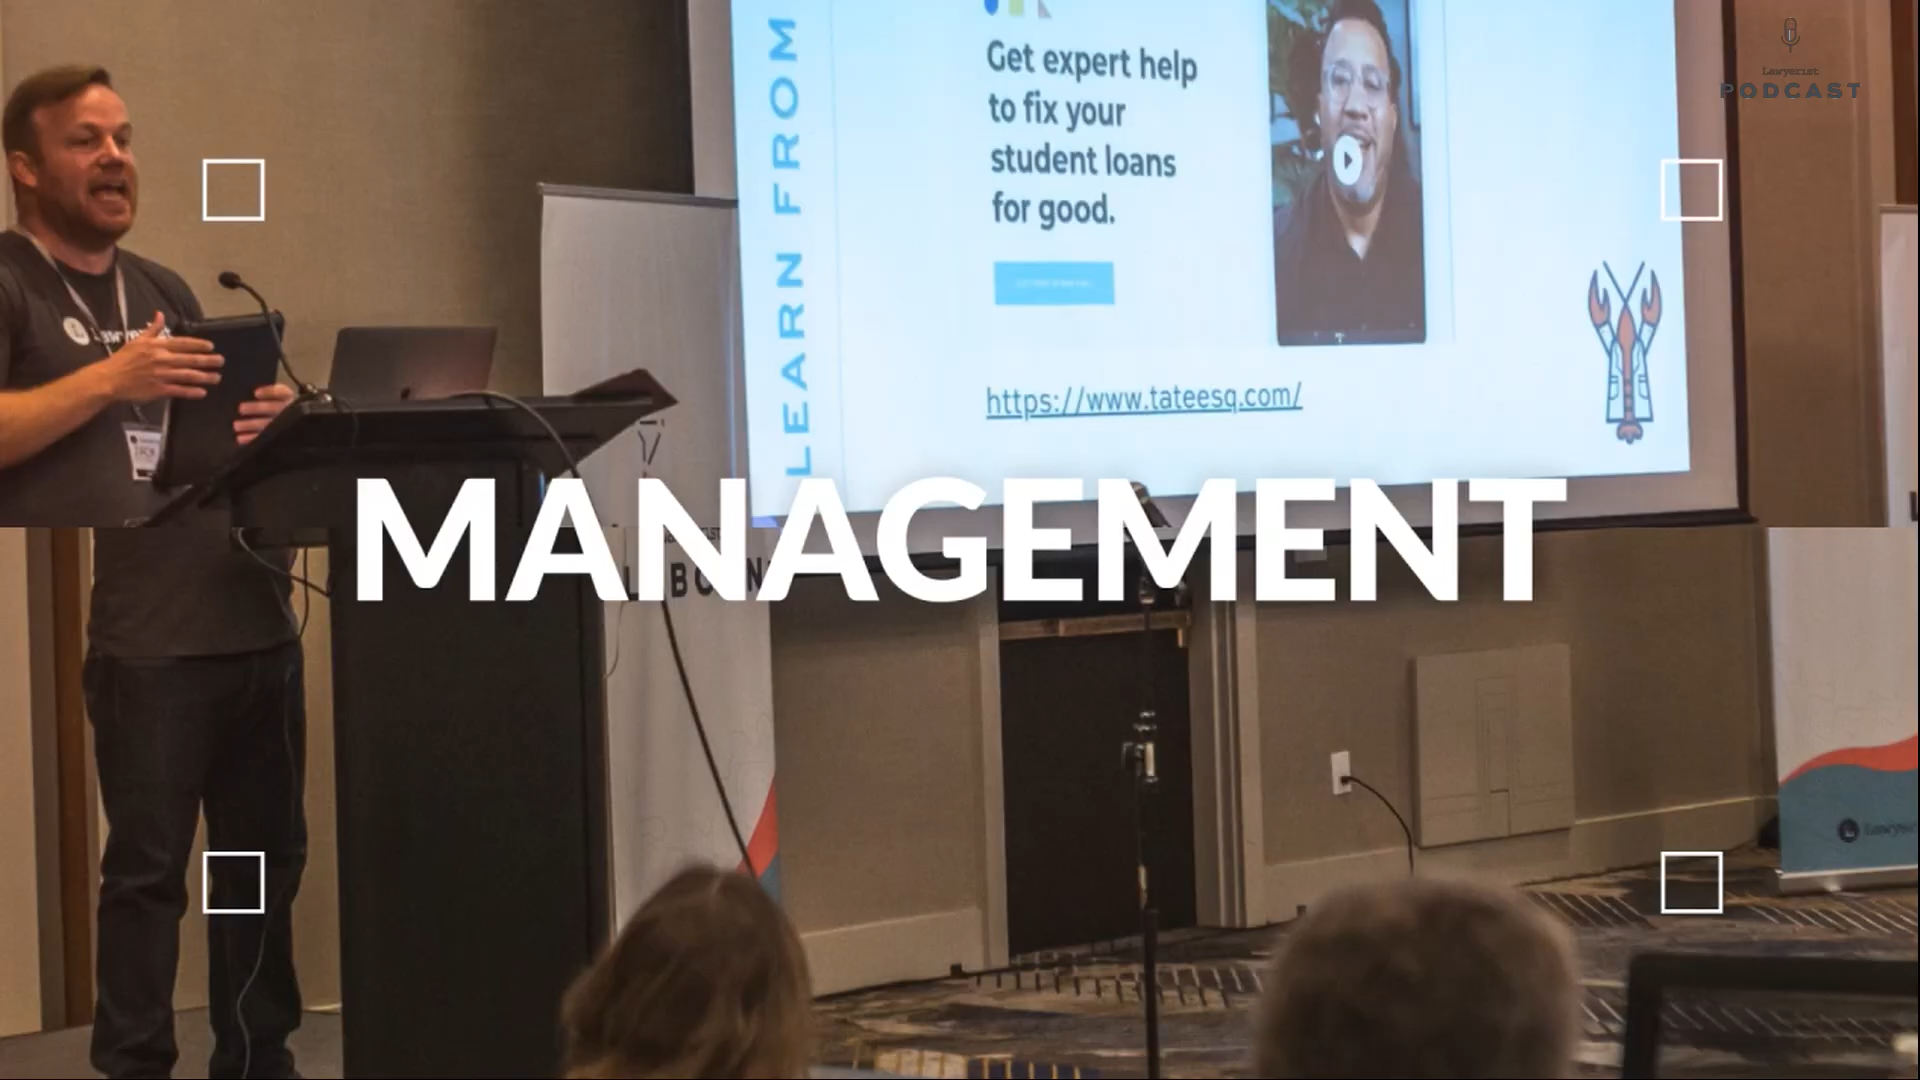 Lawyerist
PODCAST
LEARN FROM
Get expert help
to fix your
student loans
for good.
https://www.tateesq.com/
MANAGEMENT